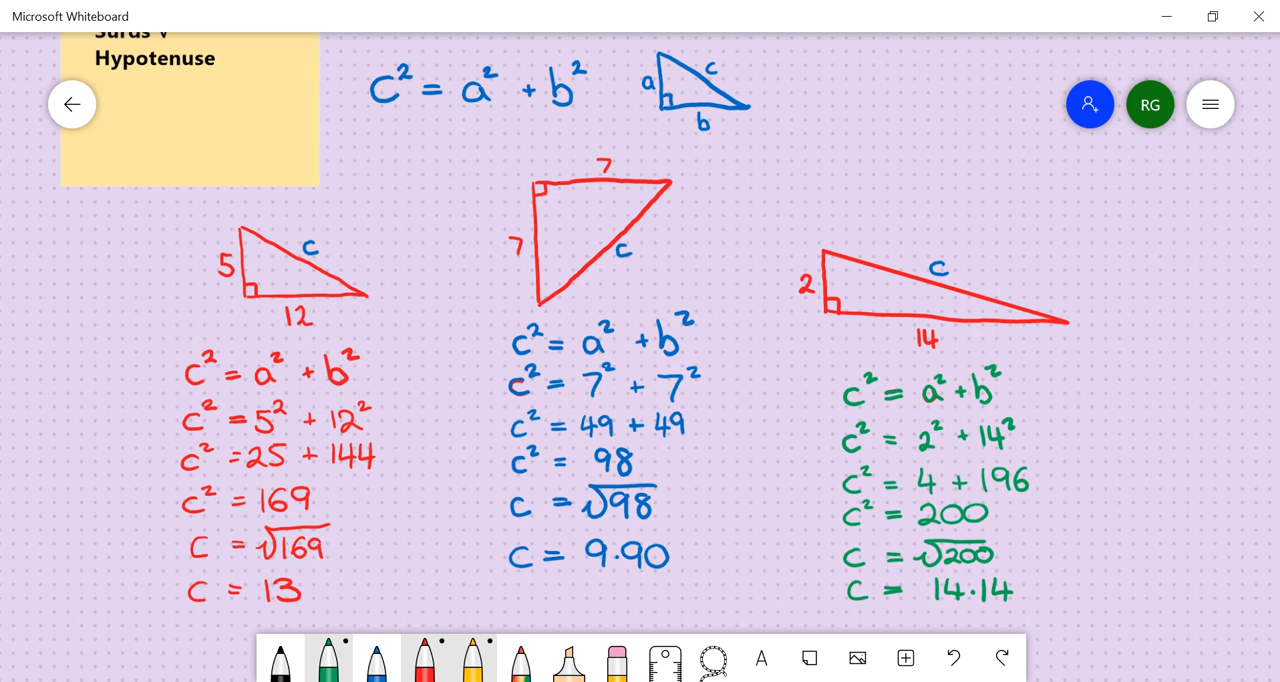 Microsoft Whiteboard
Surds √
Hypotenuse
c² = a² + b²
a
c
b
RG
5
c
12
c² = a² + b²
c² = 5² + 12²
c² = 25 + 144
c² = 169
c = √169
c = 13
7
7
c
c² = a² + b²
c² = 7² + 7²
c² = 49 + 49
c² = 98
c = √98
c = 9.90
2
c
14
c² = a² + b²
c² = 2² + 14²
c² = 4 + 196
c² = 200
c = √200
c = 14.14
A